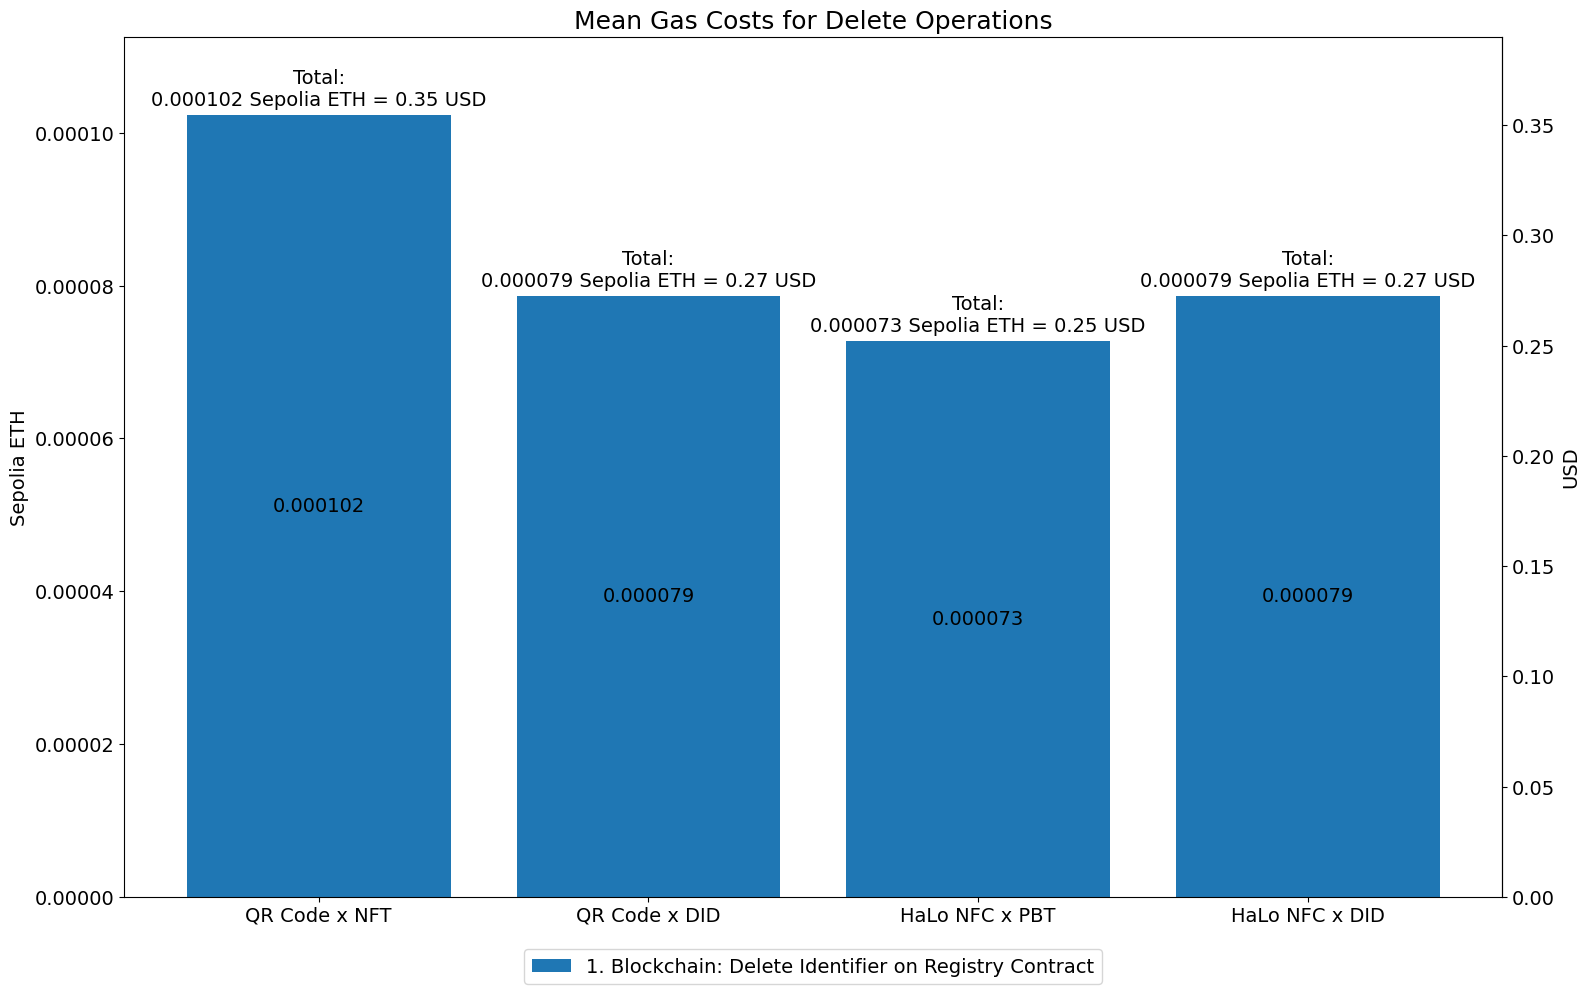 Mean Gas Costs for Delete Operations
Total:
0.000102 Sepolia ETH = 0.35 USD
Total:
0.000079 Sepolia ETH = 0.27 USD
Total:
0.000073 Sepolia ETH = 0.25 USD
Total:
0.000079 Sepolia ETH = 0.27 USD
0.000102
0.000079
0.000073
0.000079
Sepolia ETH
0.00010
0.00008
0.00006
0.00004
0.00002
0.00000
USD
0.35
0.30
0.25
0.20
0.15
0.10
0.05
0.00
QR Code x NFT
QR Code x DID
HaLo NFC x PBT
HaLo NFC x DID
1. Blockchain: Delete Identifier on Registry Contract